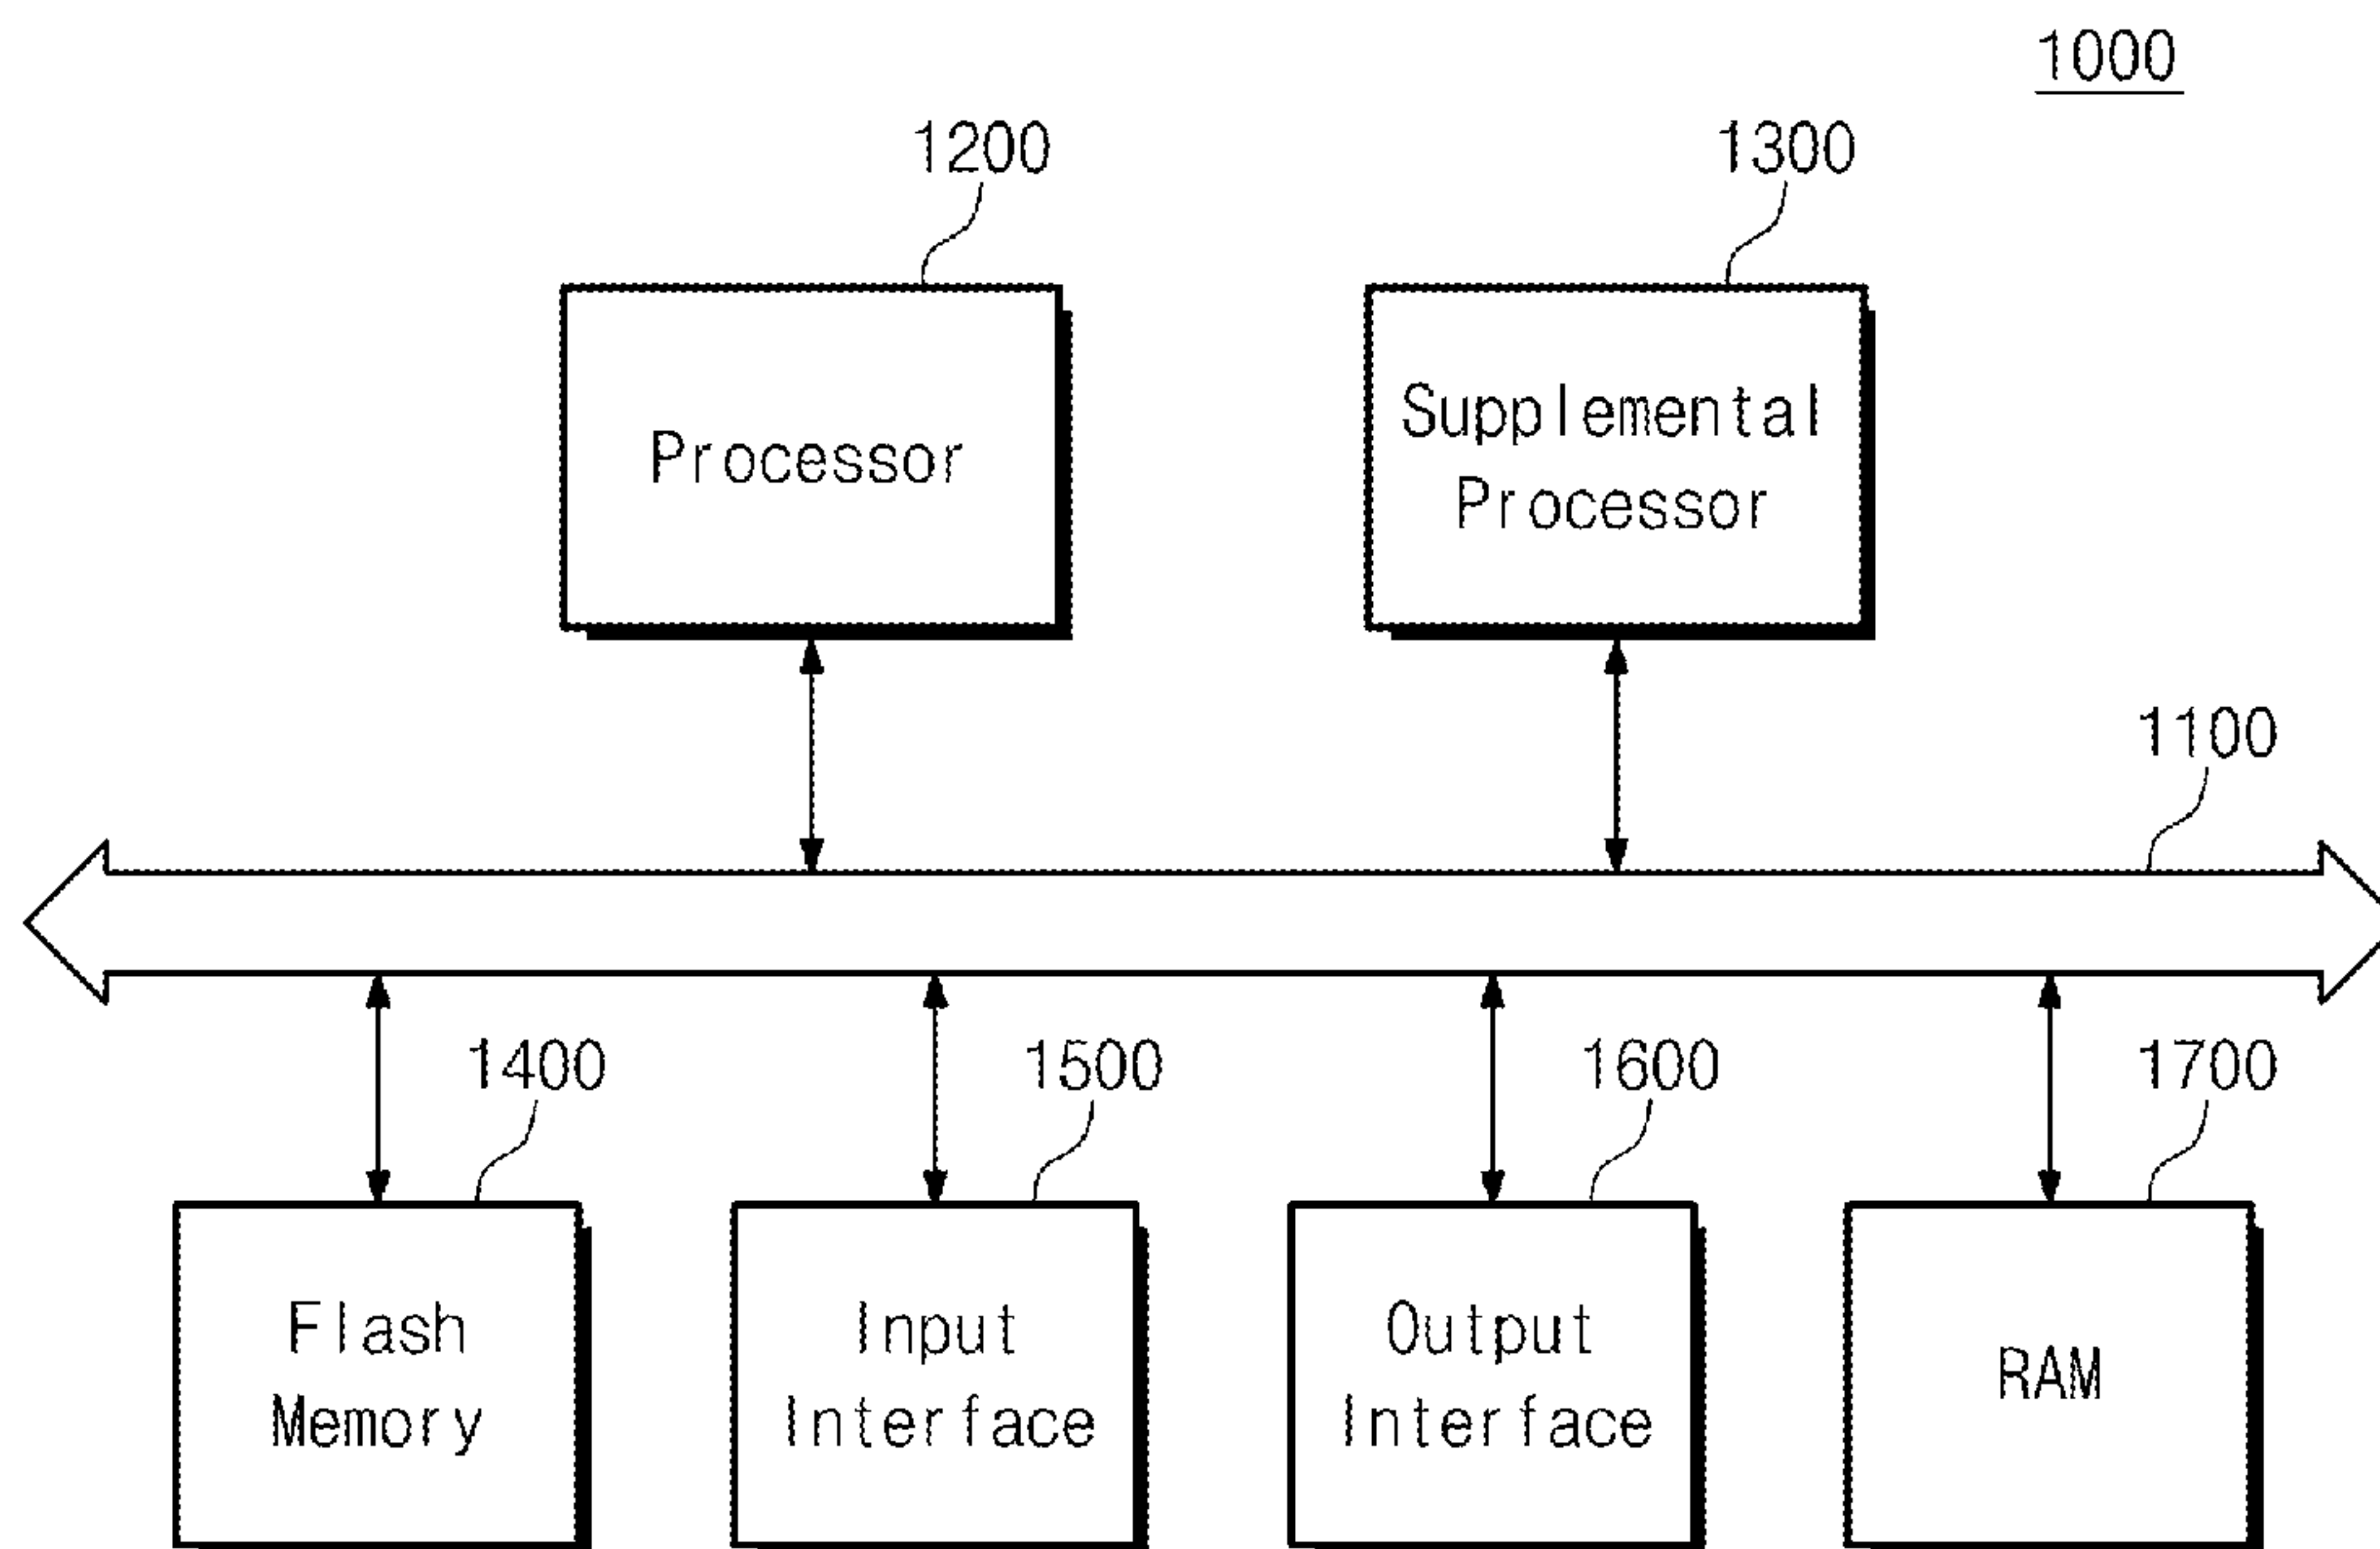 1000
1200
1300
Processor
Supplemental
Processor
1100
1400
1500
1600
1700
Flash
Memory
Input
Interface
Output
Interface
RAM